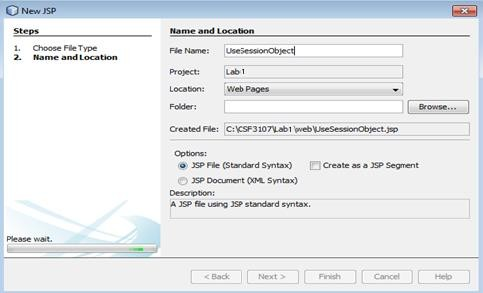 New JSP
Steps
1. Choose File Type
2. Name and Location
Please wait.
Name and Location
File Name: UseSessionObject
Project: Lab1
Location: Web Pages
Folder: Browse...
Created File: C:\CSF3107\Lab1\web\UseSessionObject.jsp
Options:
JSP File (Standard Syntax) Create as a JSP Segment
JSP Document (XML Syntax)
Description:
A JSP file using JSP standard syntax.
< Back Next > Finish Cancel Help